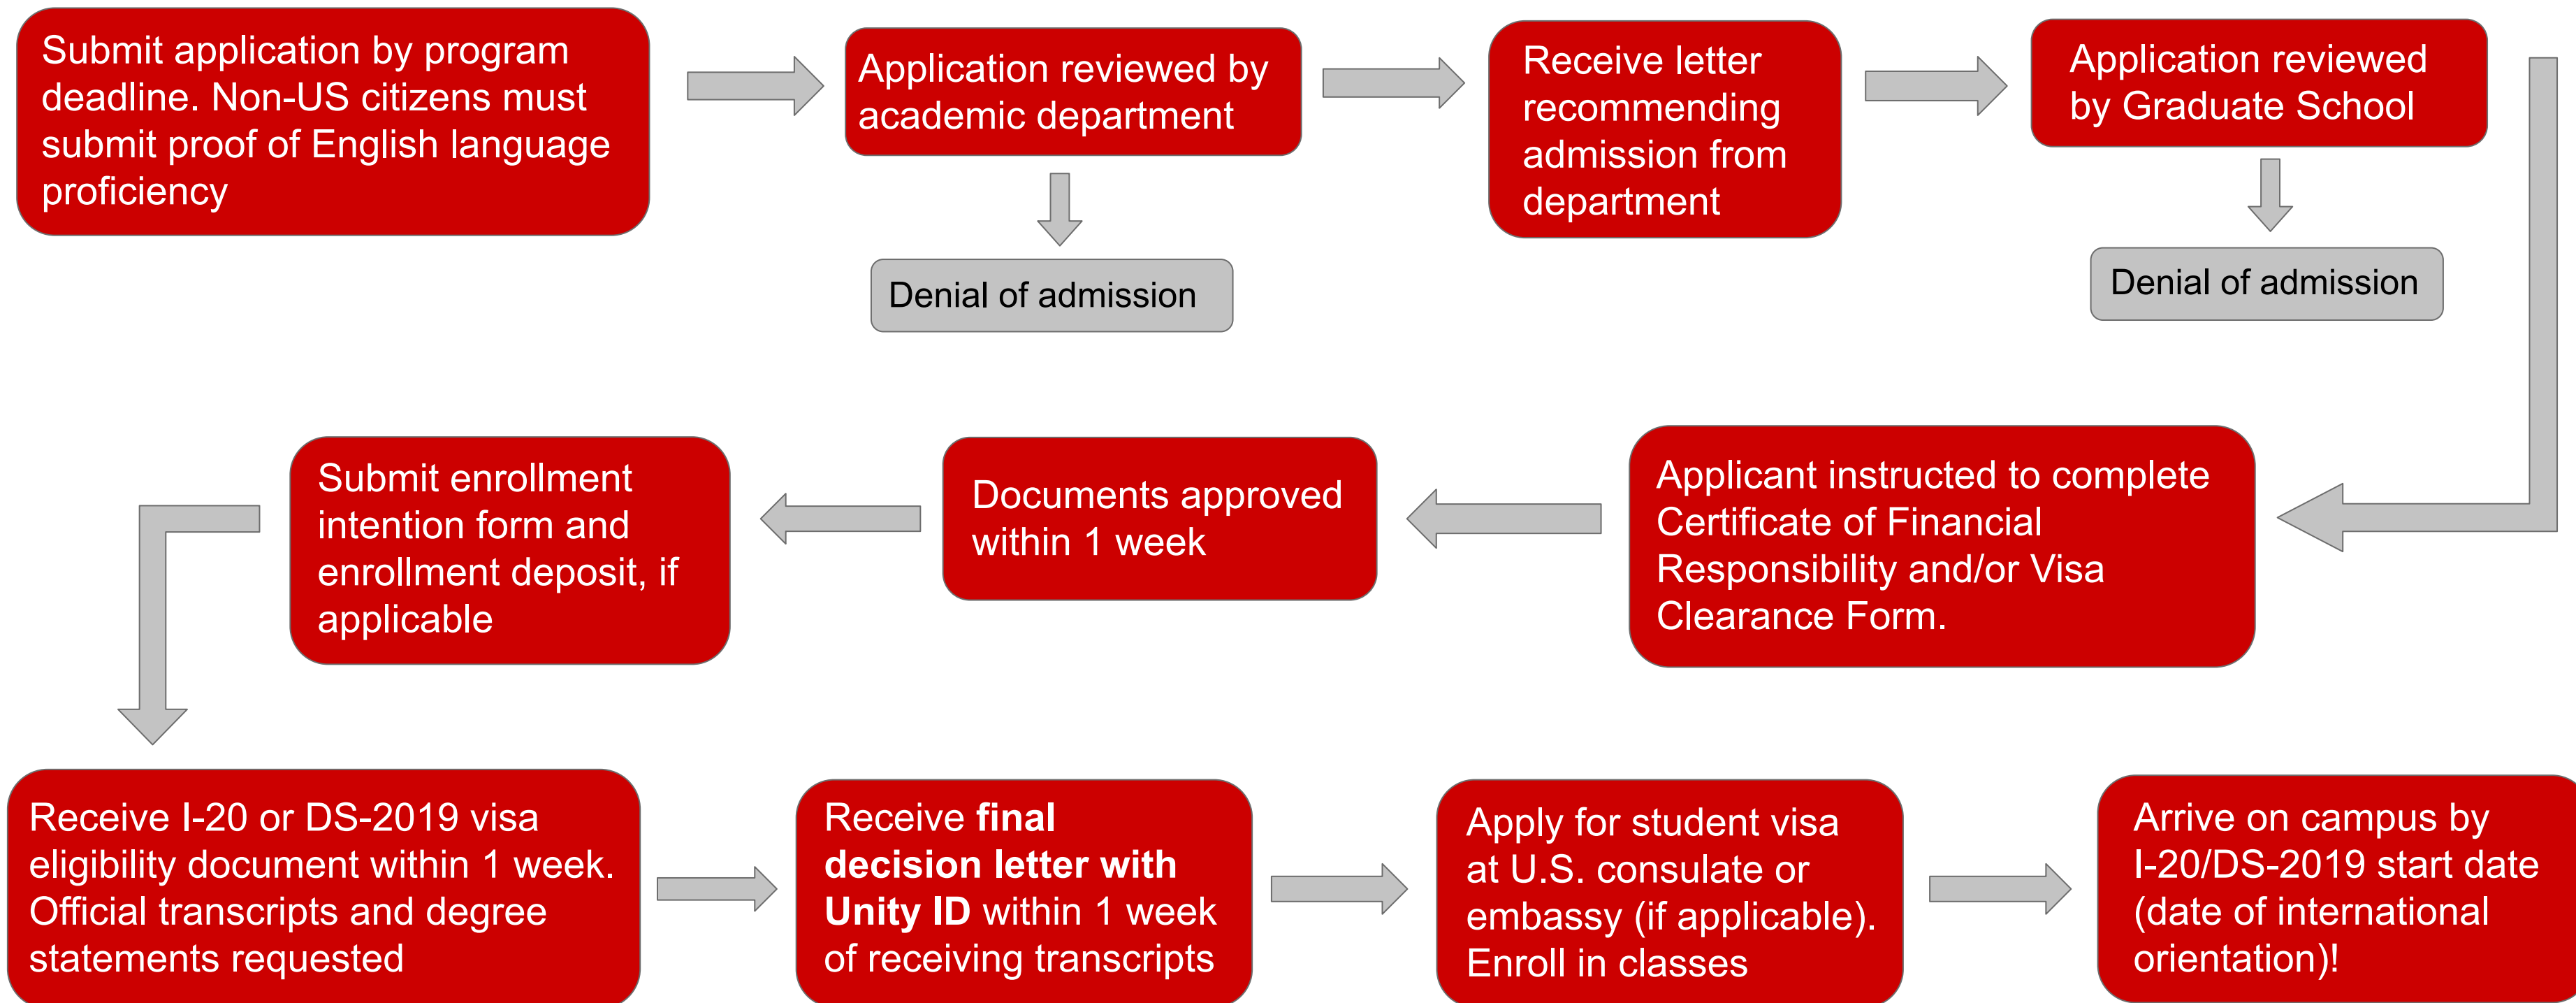 Submit application by program
deadline. Non-US citizens must
submit proof of English language
proficiency
Application reviewed by
academic department
Denial of admission
Receive letter
recommending
admission from
department
Application reviewed
by Graduate School
Denial of admission
Applicant instructed to complete
Certificate of Financial
Responsibility and/or Visa
Clearance Form.
Documents approved
within 1 week
Submit enrollment
intention form and
enrollment deposit, if
applicable
Receive I-20 or DS-2019 visa
eligibility document within 1 week.
Official transcripts and degree
statements requested
Receive final
decision letter with
Unity ID within 1 week
of receiving transcripts
Apply for student visa
at U.S. consulate or
embassy (if applicable).
Enroll in classes
Arrive on campus by
I-20/DS-2019 start date
(date of international
orientation)!